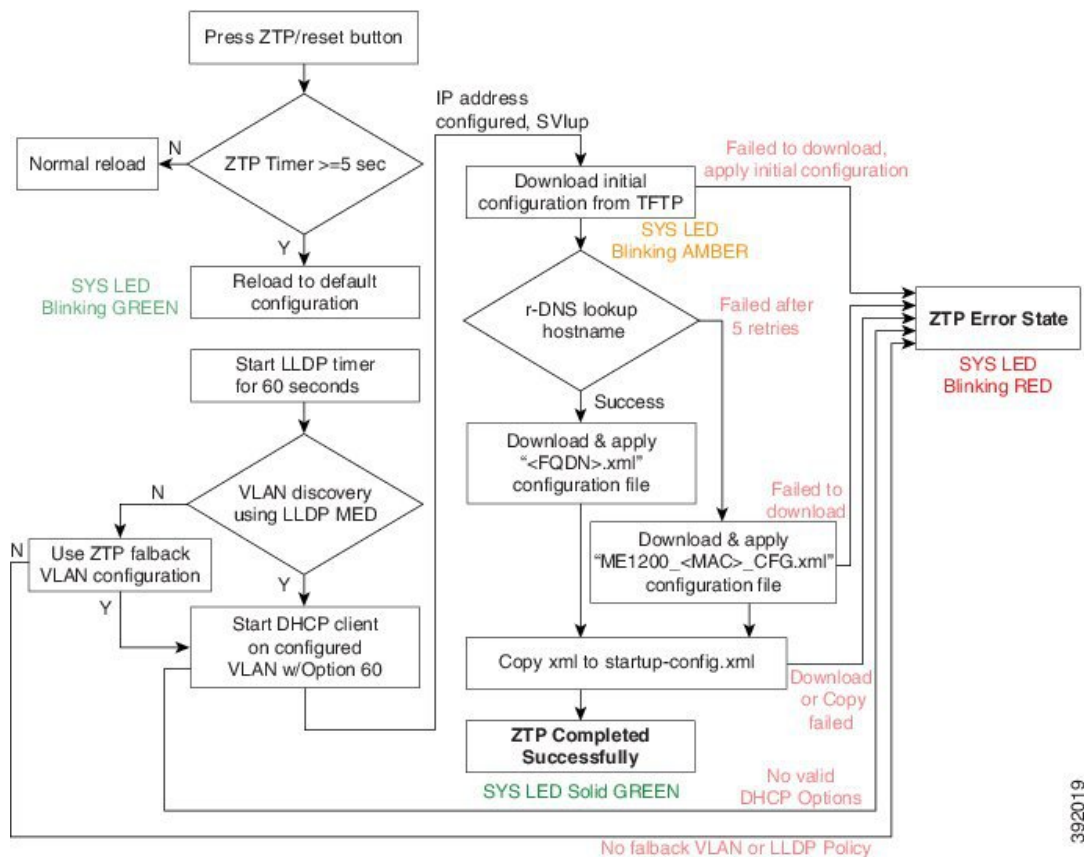 Press ZTP/reset button
ZTP Timer >=5 sec
N
Normal reload
Y
SYS LED
Blinking GREEN
Reload to default
configuration
Start LLDP timer
for 60 seconds
VLAN discovery
using LLDP MED
N
Use ZTP falback
VLAN configuration
N
Y
Y
Start DHCP client
on configured
VLAN w/Option 60
IP address
configured, SVIup
Download initial
configuration from TFTP
Failed to download,
apply initial configuration
SYS LED
Blinking AMBER
r-DNS lookup
hostname
Failed after
5 retries
Success
Download & apply
“<FQDN>.xml”
configuration file
Failed to
download
Download & apply
“ME1200_<MAC>_CFG.xml”
configuration file
Copy xml to startup-config.xml
Download
or Copy
failed
ZTP Completed
Successfully
SYS LED Solid GREEN
ZTP Error State
SYS LED
Blinking RED
No valid
DHCP Options
No falback VLAN or LLDP Policy
392019